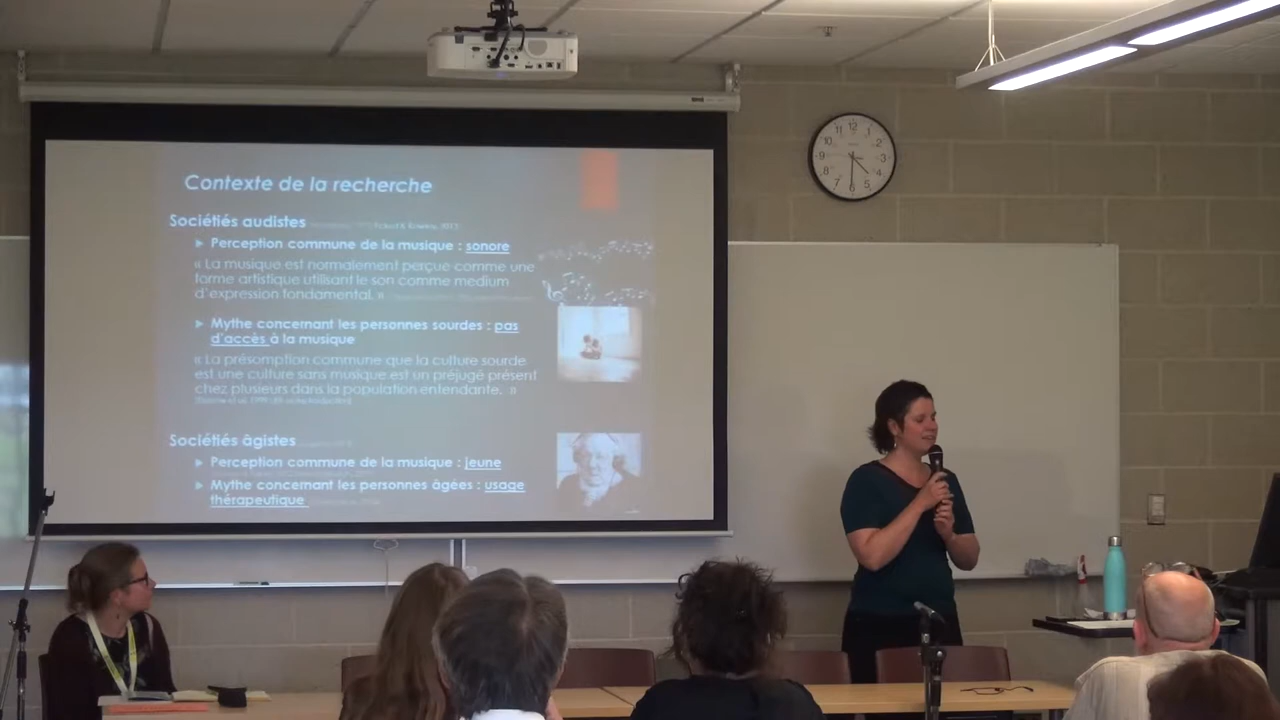 Contexte de la recherche
Sociétiés audistes
Perception commune de la musique : sonore
« La musique est normalement perçue comme une
forme artistique utilisant le son comme medium
d'expression fondamental. »
Mythe concernant les personnes sourdes : pas
d'accès à la musique
« La présomption commune que la culture sourde
est une culture sans musique est un préjugé présent
chez plusieurs dans la population entendante. »
Sociétiés âgistes
Perception commune de la musique : jeune
Mythe concernant les personnes âgées : usage
thérapeutique